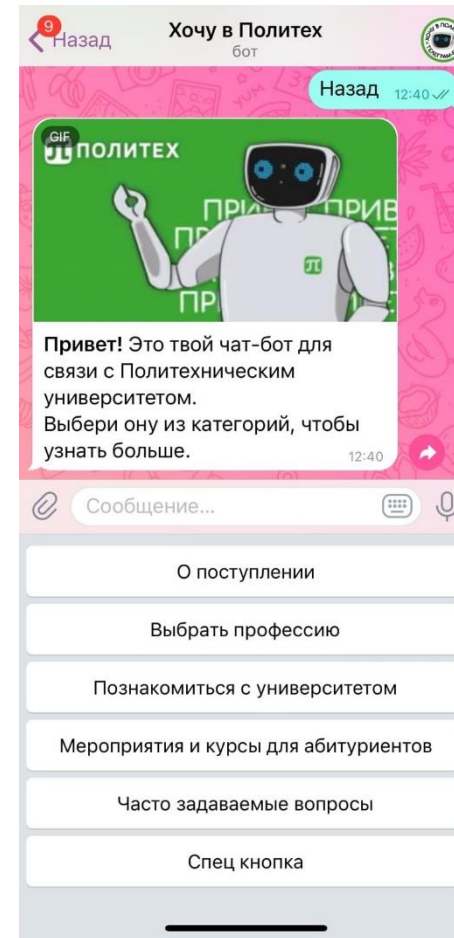 9
Назад
Хочу в Политех
бот
Назад 12:40
GIF
ПОЛИТЕХ
ПРИВ
ПР
Привет! Это твой чат-бот для
связи с Политехническим
университетом.
Выбери ону из категорий, чтобы
узнать больше.
12:40
Сообщение...
О поступлении
Выбрать профессию
Познакомиться с университетом
Мероприятия и курсы для абитуриентов
Часто задаваемые вопросы
Спец кнопка